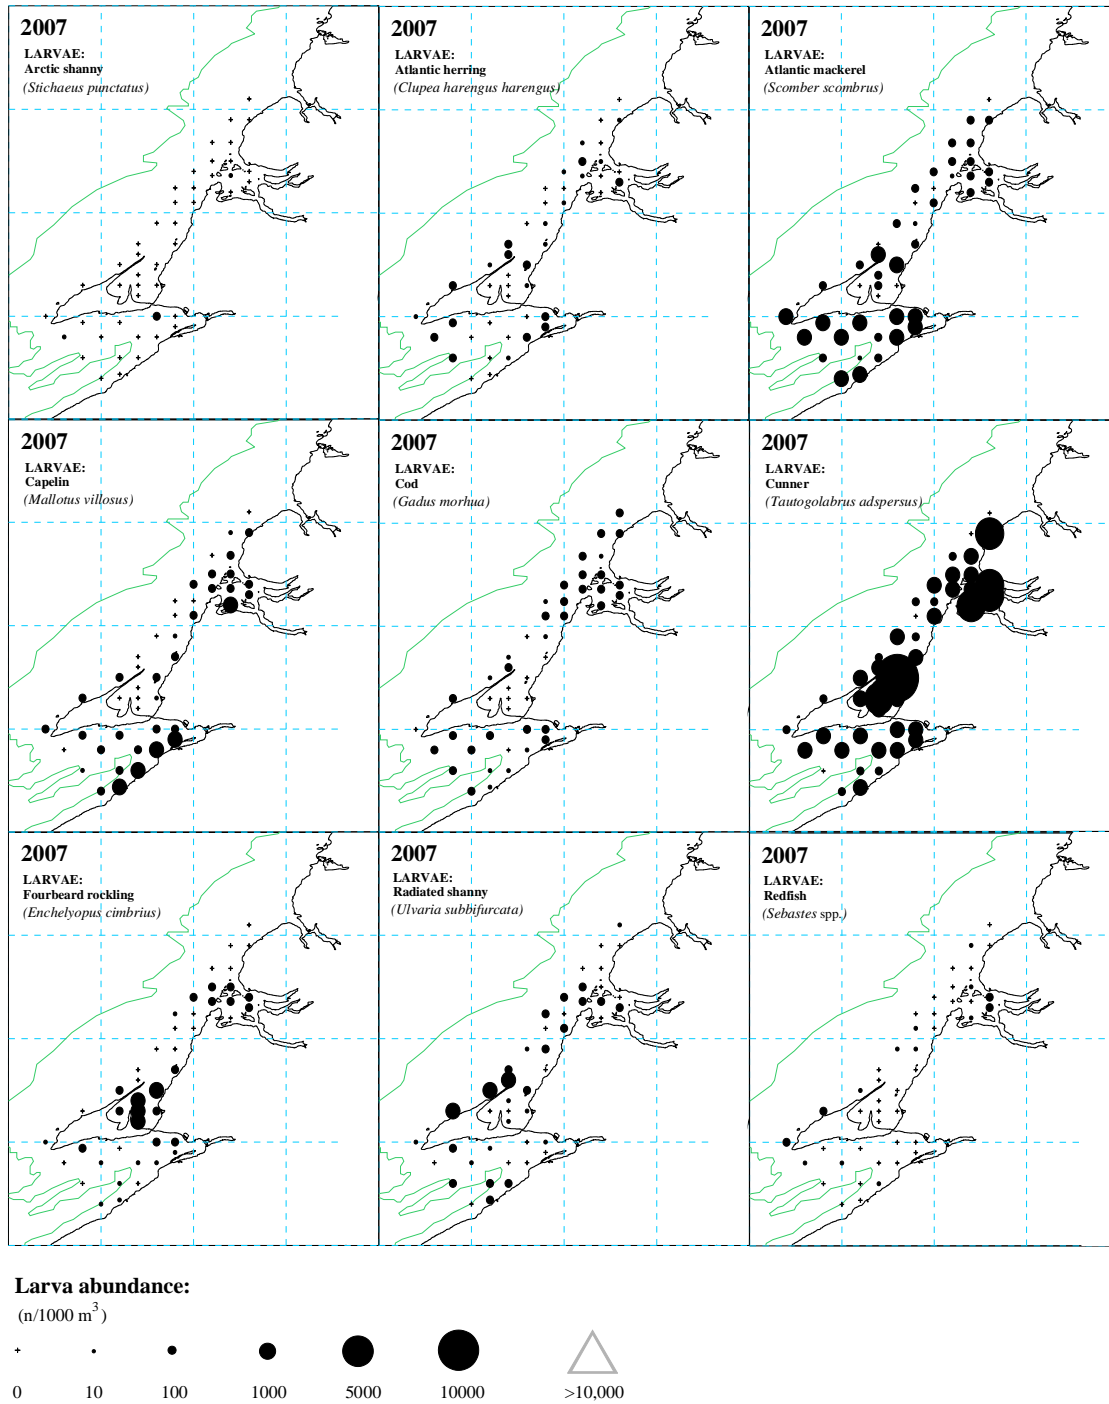 2007
LARVAE:
Arctic shanny
(Stichaeus punctatus)
2007
LARVAE:
Atlantic herring
(Clupea harengus harengus)
2007
LARVAE:
Atlantic mackerel
(Scomber scombrus)
2007
LARVAE:
Capelin
(Mallotus villosus)
2007
LARVAE:
Cod
(Gadus morhua)
2007
LARVAE:
Cunner
(Tautogolabrus adspersus)
2007
LARVAE:
Fourbeard rockling
(Enchelyopus cimbrius)
2007
LARVAE:
Radiated shanny
(Ulvaria subbifurcata)
2007
LARVAE:
Redfish
(Sebastes spp.)
Larva abundance:
(n/1000 m³)
0 10 100 1000 5000 10000 >10,000